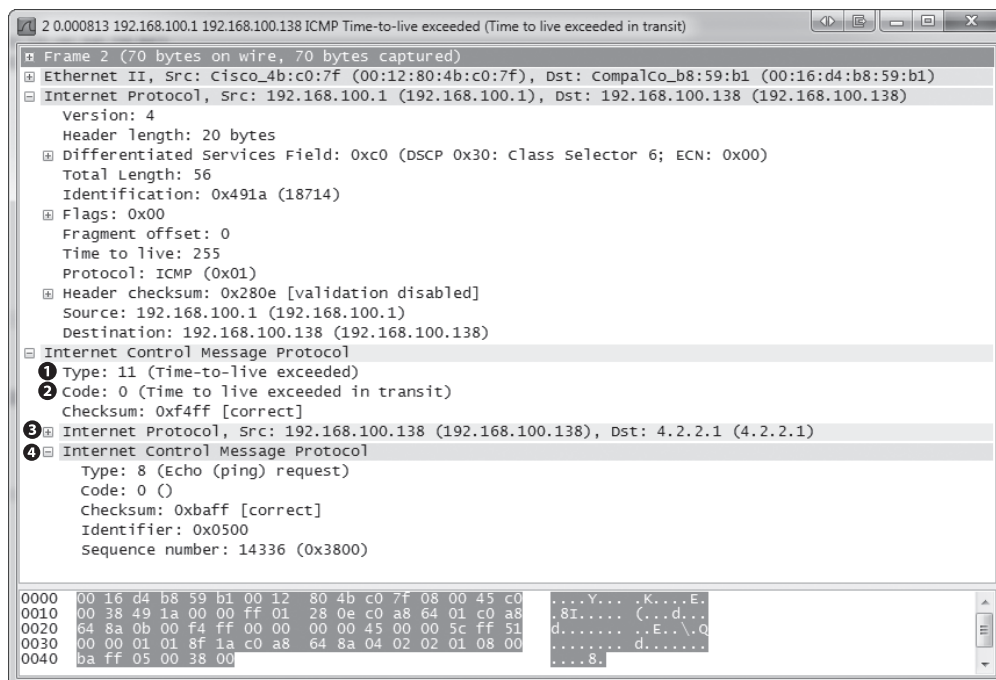 2 0.000813 192.168.100.1 192.168.100.138 ICMP Time-to-live exceeded (Time to live exceeded in transit)
Frame 2 (70 bytes on wire, 70 bytes captured)
Ethernet II, Src: Cisco_4b:c0:7f (00:12:80:4b:c0:7f), Dst: CompalCo_b8:59:b1 (00:16:d4:b8:59:b1)
Internet Protocol, Src: 192.168.100.1 (192.168.100.1), Dst: 192.168.100.138 (192.168.100.138)
Version: 4
Header length: 20 bytes
Differentiated Services Field: 0xc0 (DSCP 0x30: Class Selector 6; ECN: 0x00)
Total Length: 56
Identification: 0x491a (18714)
Flags: 0x00
Fragment offset: 0
Time to live: 255
Protocol: ICMP (0x01)
Header checksum: 0x280e [validation disabled]
Source: 192.168.100.1 (192.168.100.1)
Destination: 192.168.100.138 (192.168.100.138)
Internet Control Message Protocol
❶ Type: 11 (Time-to-live exceeded)
❷ Code: 0 (Time to live exceeded in transit)
Checksum: 0xf4ff [correct]
❸ Internet Protocol, Src: 192.168.100.138 (192.168.100.138), Dst: 4.2.2.1 (4.2.2.1)
❹ Internet Control Message Protocol
Type: 8 (Echo (ping) request)
Code: 0 ()
Checksum: 0xbaff [correct]
Identifier: 0x0500
Sequence number: 14336 (0x3800)
0000 00 16 d4 b8 59 b1 00 12 80 4b c0 7f 08 00 45 c0 ....Y... .K....E.
0010 00 38 49 1a 00 00 ff 01 28 0e c0 a8 64 01 c0 a8 .8I..... (...d...
0020 64 8a 0b 00 f4 ff 00 00 00 00 45 00 00 5c ff 51 d....... ..E..\.Q
0030 00 00 01 01 8f 1a c0 a8 64 8a 04 02 02 01 08 00 ........ d.......
0040 ba ff 05 00 38 00 ....8.